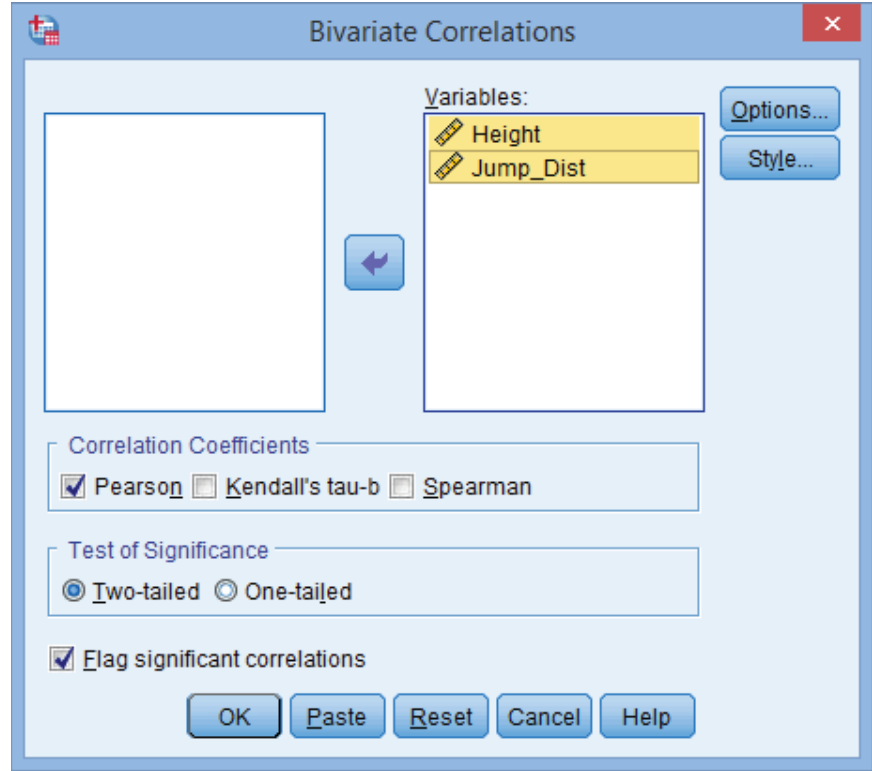 Bivariate Correlations
Variables:
Height
Jump_Dist
Options...
Style...
Correlation Coefficients
Pearson Kendall's tau-b Spearman
Test of Significance
Two-tailed One-tailed
Flag significant correlations
OK Paste Reset Cancel Help